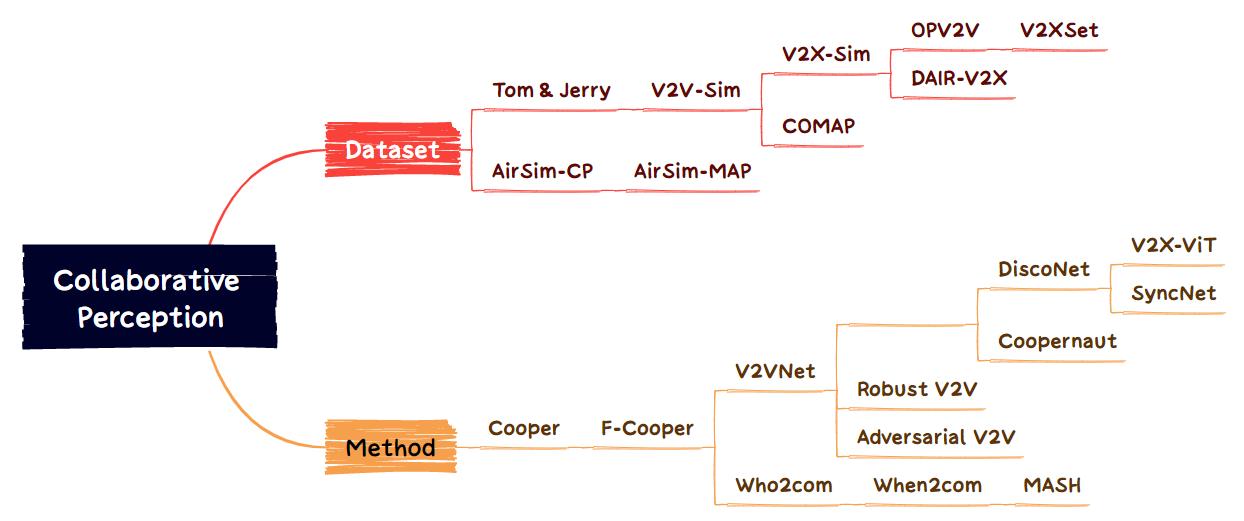 Collaborative
Perception
Dataset
Tom & Jerry
V2V-Sim
V2X-Sim
OPV2V
V2XSet
DAIR-V2X
COMAP
AirSim-CP
AirSim-MAP
Method
Cooper
F-Cooper
V2VNet
DiscoNet
V2X-ViT
SyncNet
Coopernaut
Robust V2V
Adversarial V2V
Who2com
When2com
MASH